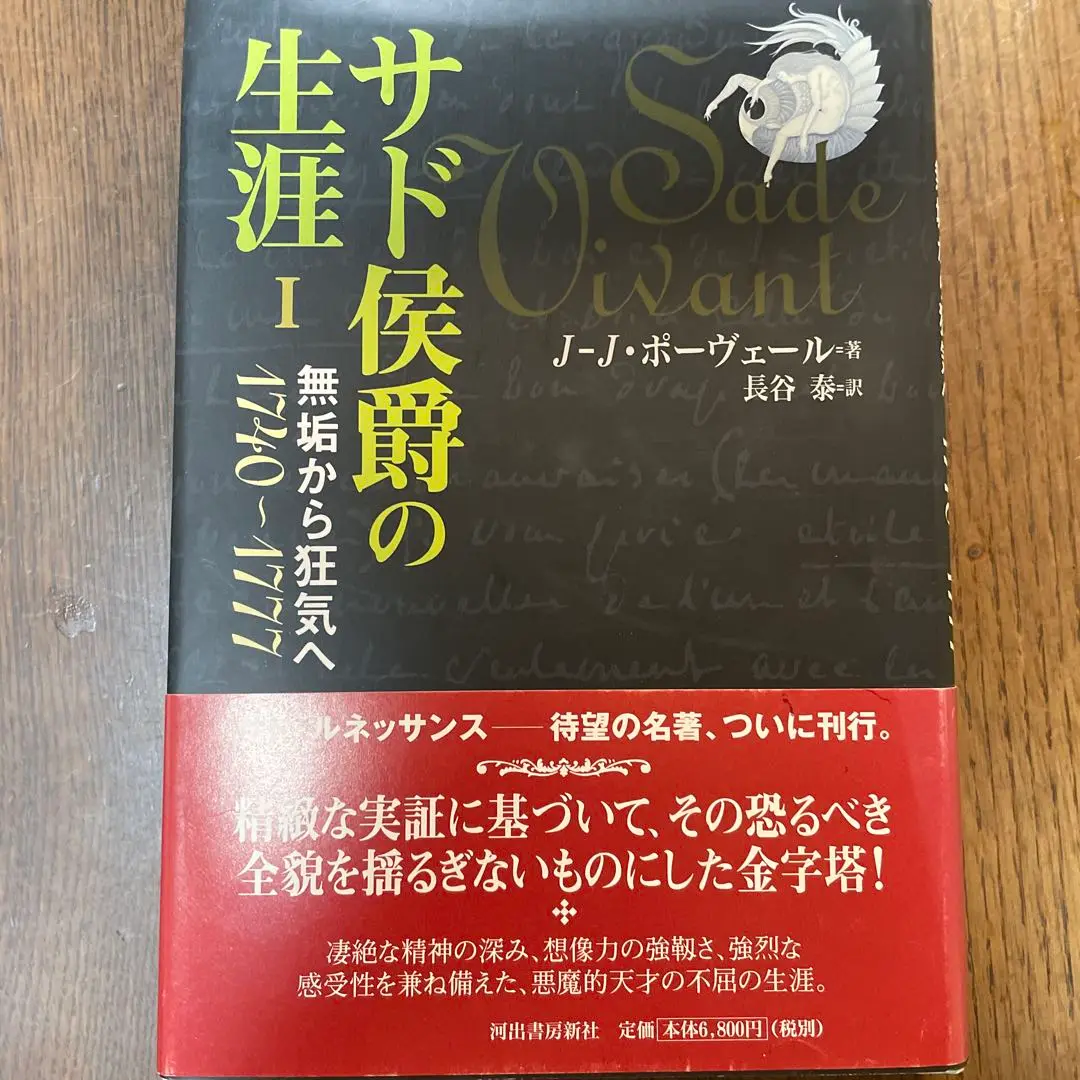 サド侯爵の
生涯 I
無垢から狂気へ
1740~1777
Sade
Vivant
J-J・ポーヴェール=著
長谷 泰=訳
ルネッサンス——待望の名著、ついに刊行。
精緻な実証に基づいて、その恐るべき
全貌を揺るぎないものにした金字塔!
凄絶な精神の深み、想像力の強靱さ、強烈な
感受性を兼ね備えた、悪魔的天才の不屈の生涯。
河出書房新社 定価 本体6,800円 (税別)